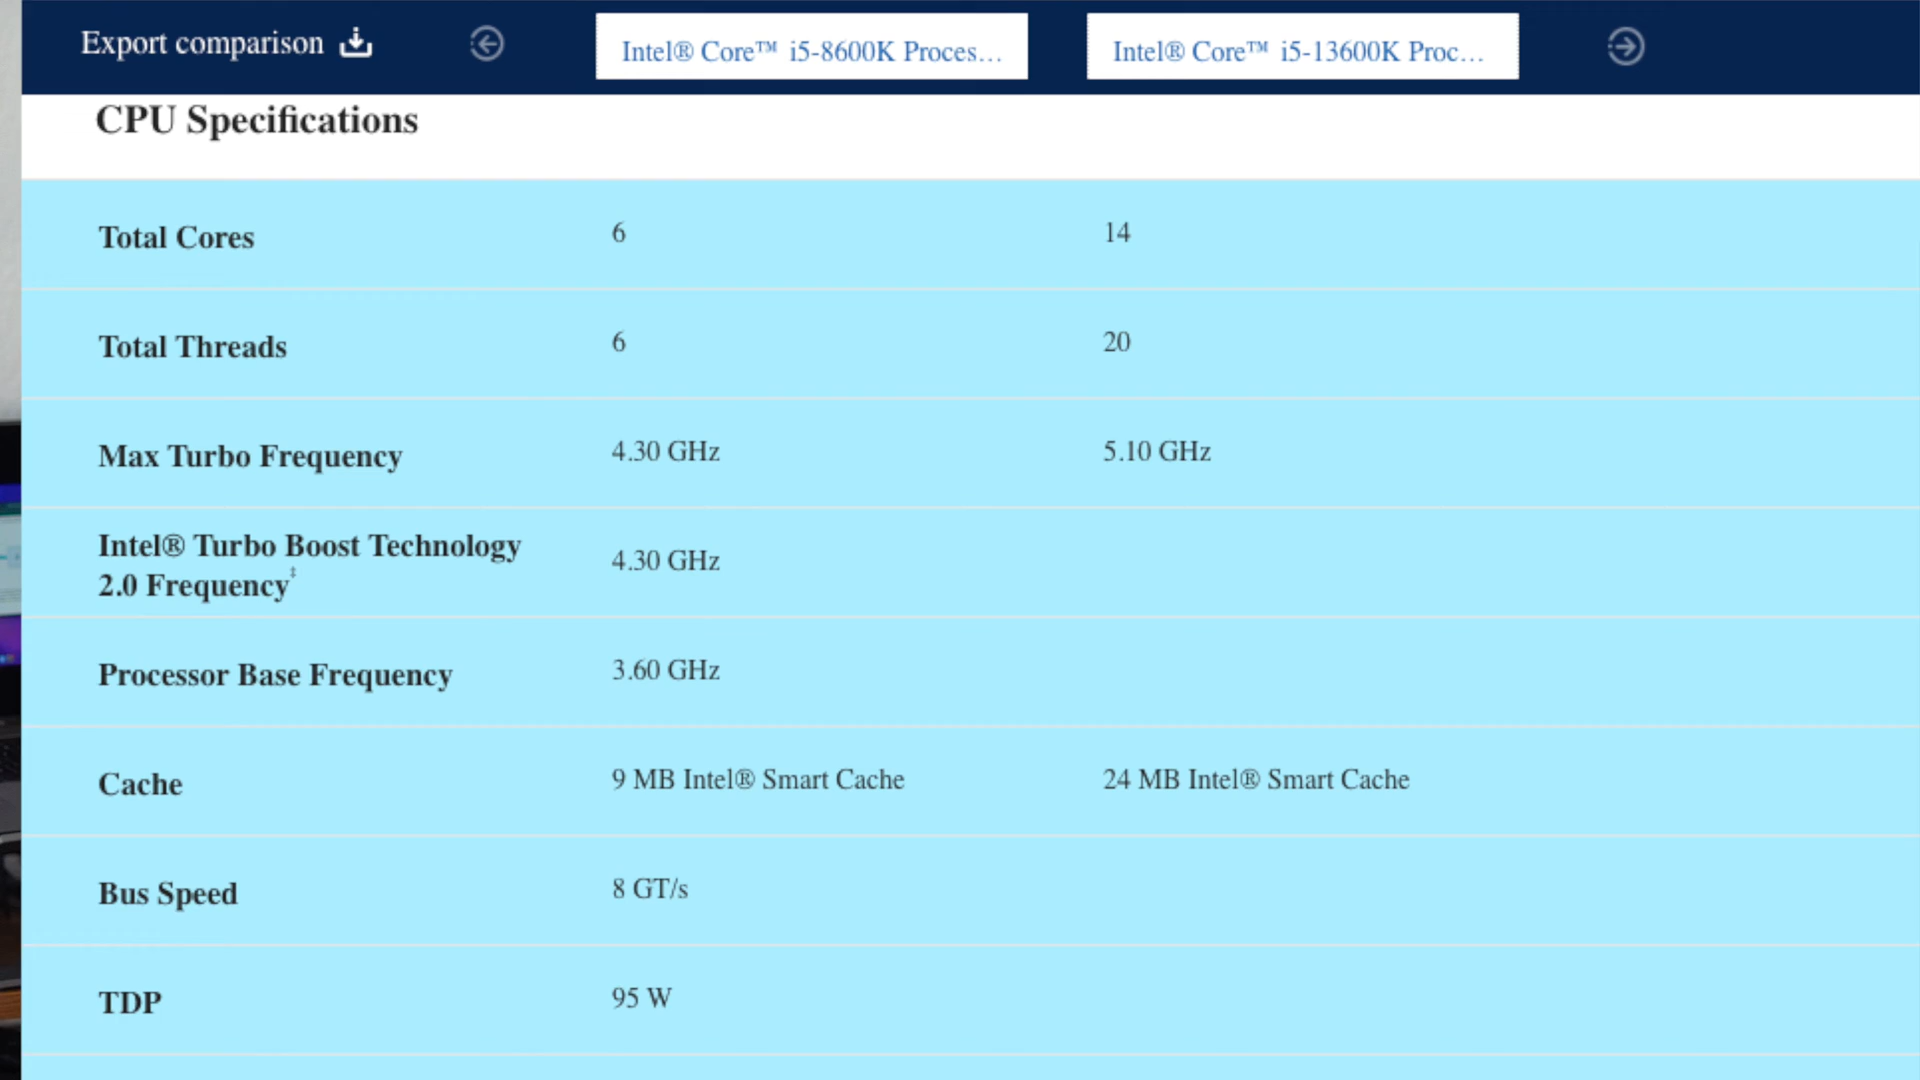 Export comparison
Intel® Core™ i5-8600K Proces...
Intel® Core™ i5-13600K Proc...
CPU Specifications
Total Cores 6 14
Total Threads 6 20
Max Turbo Frequency 4.30 GHz 5.10 GHz
Intel® Turbo Boost Technology
2.0 Frequency‡ 4.30 GHz
Processor Base Frequency 3.60 GHz
Cache 9 MB Intel® Smart Cache 24 MB Intel® Smart Cache
Bus Speed 8 GT/s
TDP 95 W